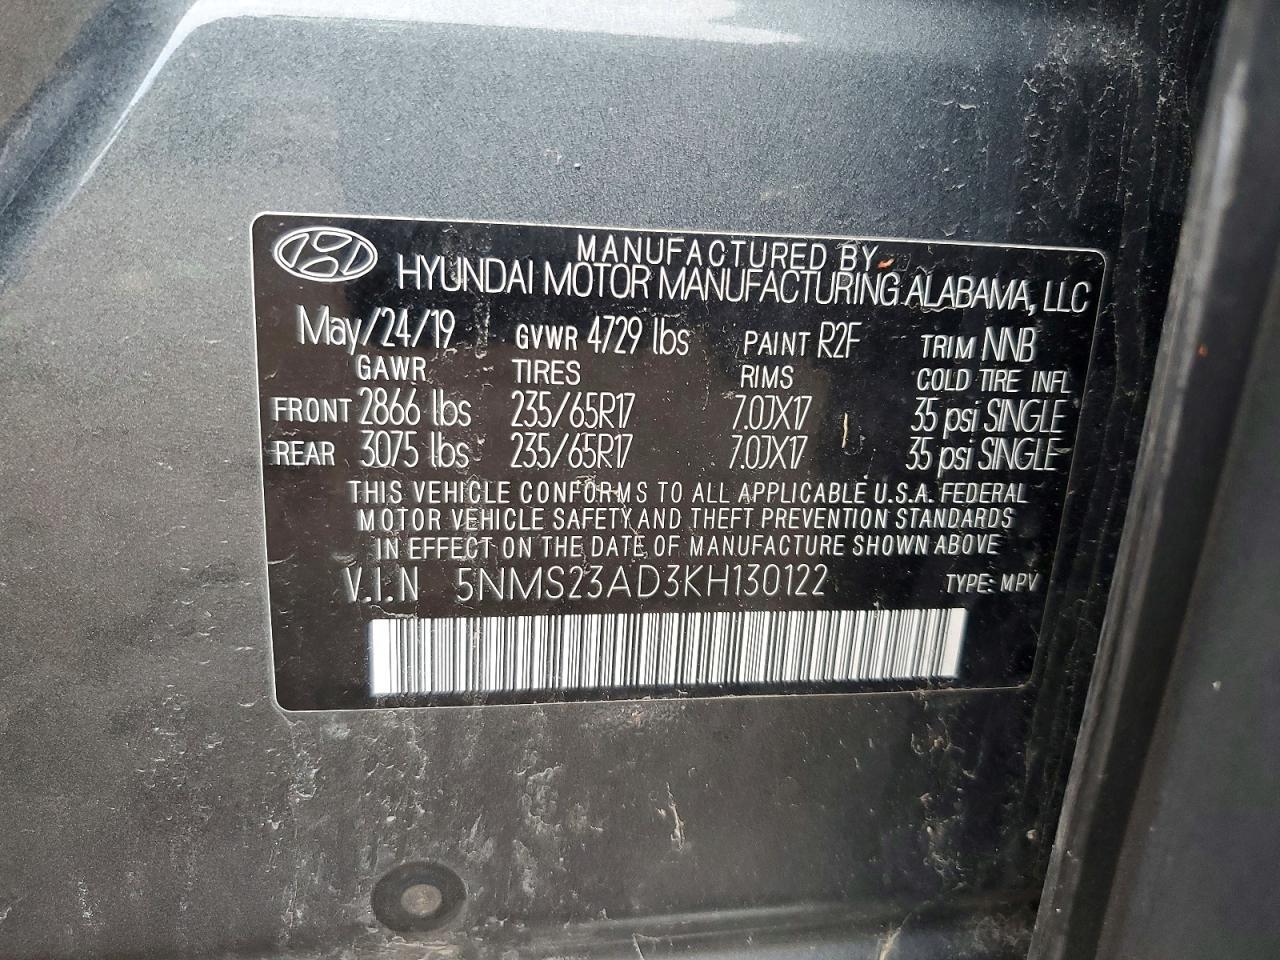 MANUFACTURED BY
HYUNDAI MOTOR MANUFACTURING ALABAMA, LLC
May/24/19 GVWR 4729 lbs PAINT R2F TRIM NNB
GAWR TIRES RIMS COLD TIRE INFL
FRONT 2866 lbs 235/65R17 7.0JX17 35 psi SINGLE
REAR 3075 lbs 235/65R17 7.0JX17 35 psi SINGLE
THIS VEHICLE CONFORMS TO ALL APPLICABLE U.S.A. FEDERAL
MOTOR VEHICLE SAFETY AND THEFT PREVENTION STANDARDS
IN EFFECT ON THE DATE OF MANUFACTURE SHOWN ABOVE
V.I.N 5NMS23AD3KH130122 TYPE: MPV